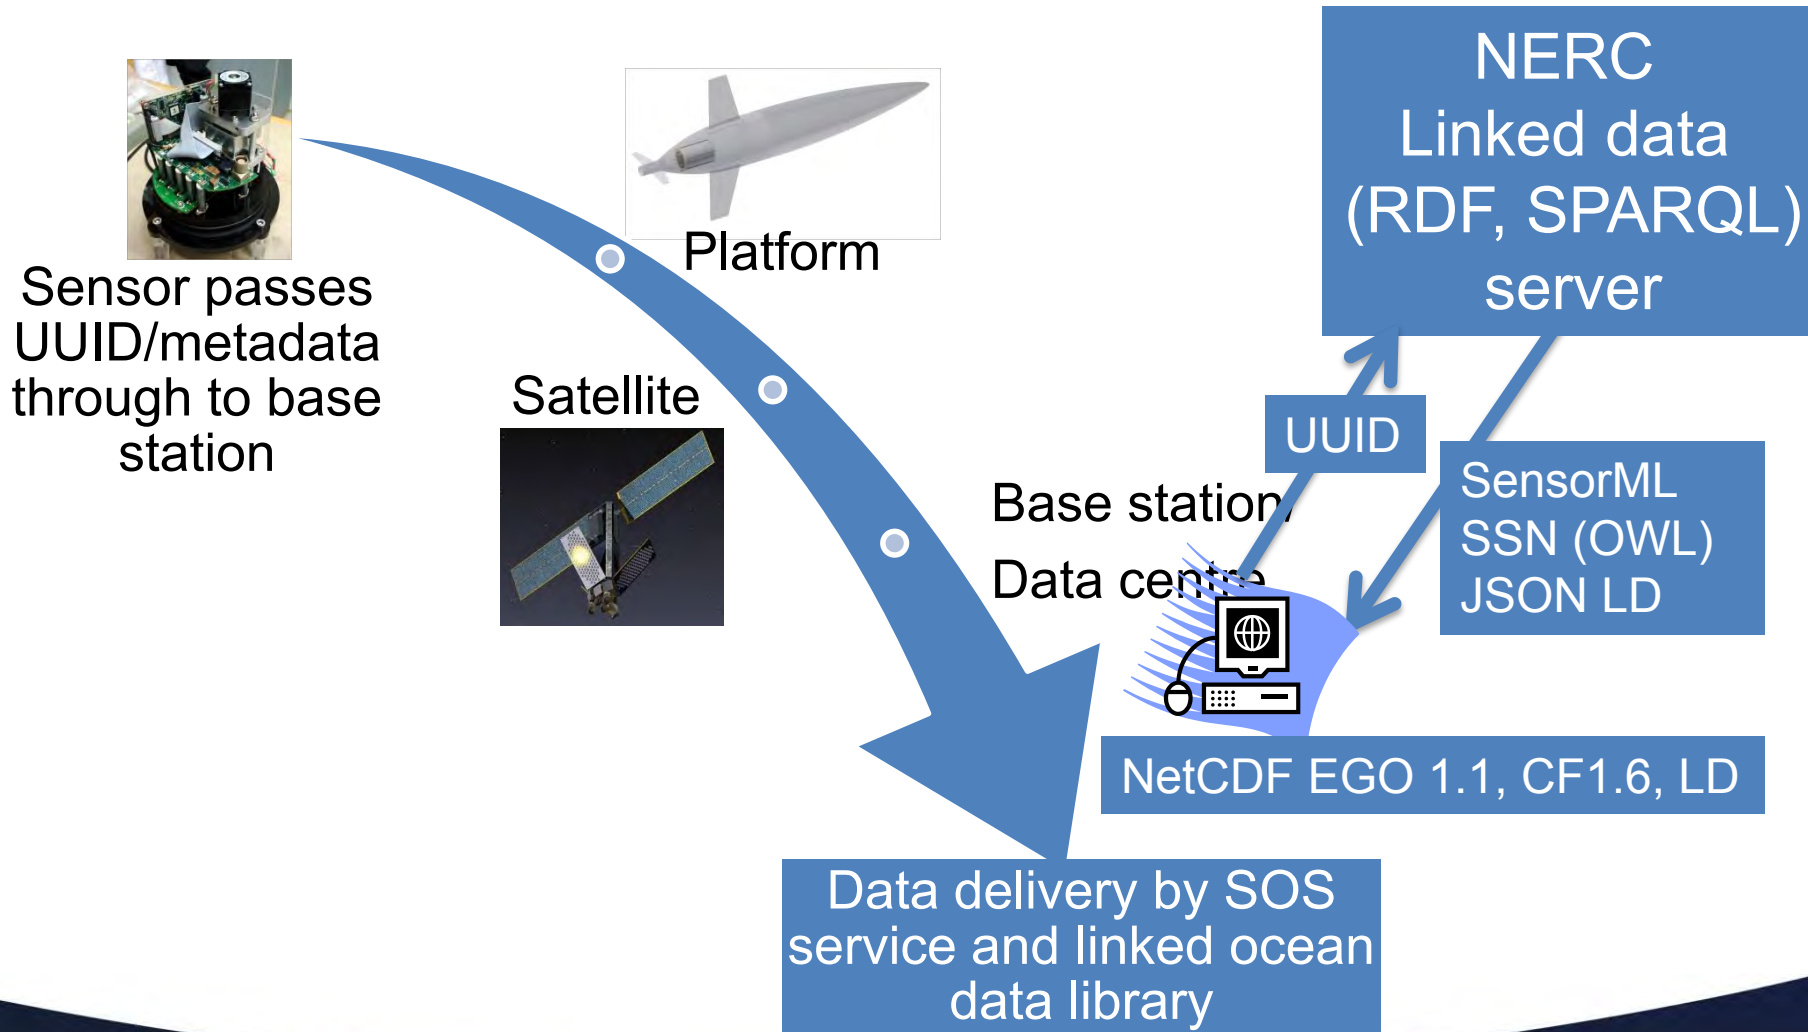 Sensor passes
UUID/metadata
through to base
station
Platform
Satellite
Base station/
Data centre
NERC
Linked data
(RDF, SPARQL)
server
UUID
SensorML
SSN (OWL)
JSON LD
NetCDF EGO 1.1, CF1.6, LD
Data delivery by SOS
service and linked ocean
data library